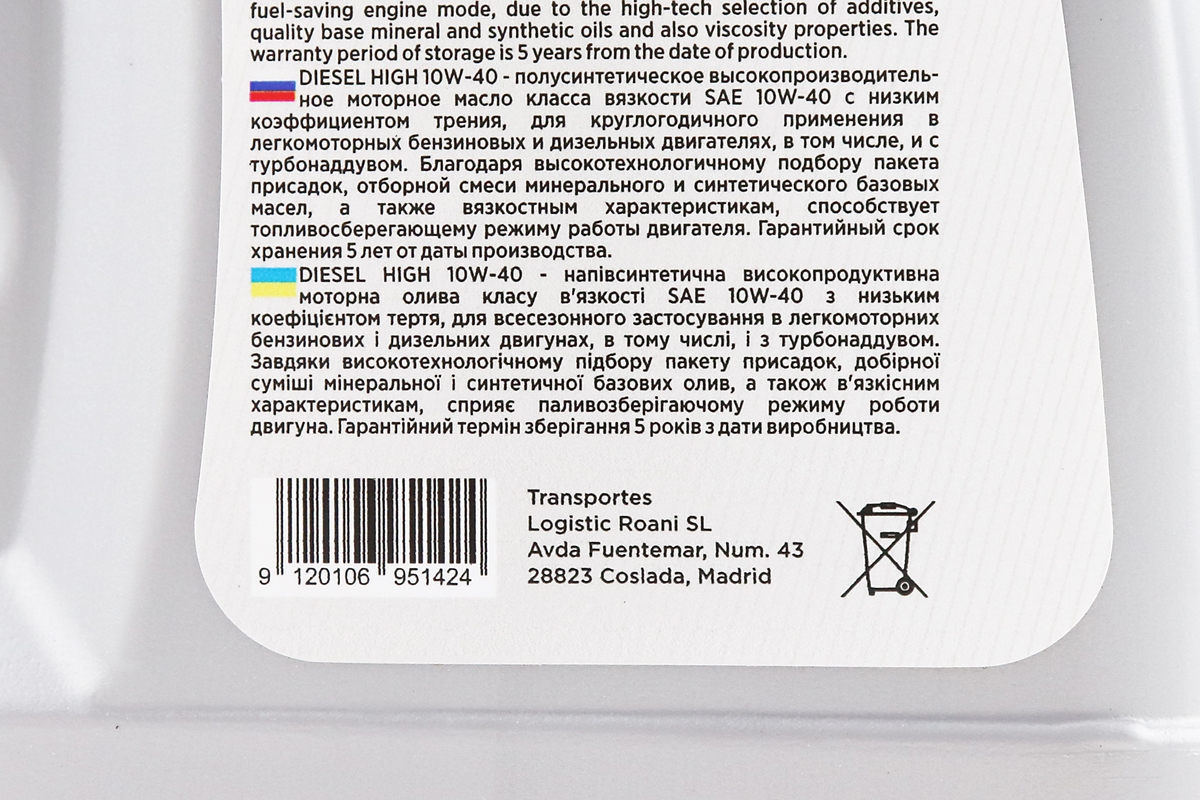 fuel-saving engine mode, due to the high-tech selection of additives,
quality base mineral and synthetic oils and also viscosity properties. The
warranty period of storage is 5 years from the date of production.
DIESEL HIGH 10W-40 - полусинтетическое высокопроизводитель-
ное моторное масло класса вязкости SAE 10W-40 с низким
коэффициентом трения, для круглогодичного применения в
легкомоторных бензиновых и дизельных двигателях, в том числе, и с
турбонаддувом. Благодаря высокотехнологичному подбору пакета
присадок, отборной смеси минерального и синтетического базовых
масел, а также вязкостным характеристикам, способствует
топливосберегающему режиму работы двигателя. Гарантийный срок
хранения 5 лет от даты производства.
DIESEL HIGH 10W-40 - напівсинтетична високопродуктивна
моторна олива класу в'язкості SAE 10W-40 з низьким
коефіцієнтом тертя, для всесезонного застосування в легкомоторних
бензинових і дизельних двигунах, в тому числі, і з турбонаддувом.
Завдяки високотехнологічному підбору пакету присадок, добірної
суміші мінеральної і синтетичної базових олив, а також в'язкісним
характеристикам, сприяє паливозберігаючому режиму роботи
двигуна. Гарантійний термін зберігання 5 років з дати виробництва.
9 120106 951424
Transportes
Logistic Roani SL
Avda Fuentemar, Num. 43
28823 Coslada, Madrid